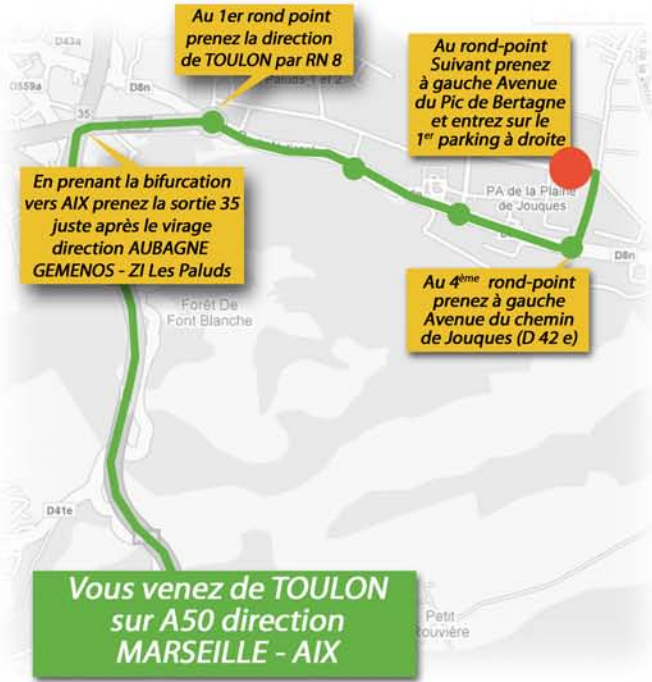 Au 1er rond point
prenez la direction
de TOULON par RN 8
Au rond-point
Suivant prenez
à gauche Avenue
du Pic de Bertagne
et entrez sur le
1er parking à droite
D43a
D559a
D8n
35
Paluds 1 et 2
En prenant la bifurcation
vers AIX prenez la sortie 35
juste après le virage
direction AUBAGNE
GEMENOS - ZI Les Paluds
PA de la Plaine
de Jouques
D8n
Au 4ème rond-point
prenez à gauche
Avenue du chemin
de Jouques (D 42 e)
Forêt De
Font Blanche
D41e
Vous venez de TOULON
sur A50 direction
MARSEILLE - AIX
Petit